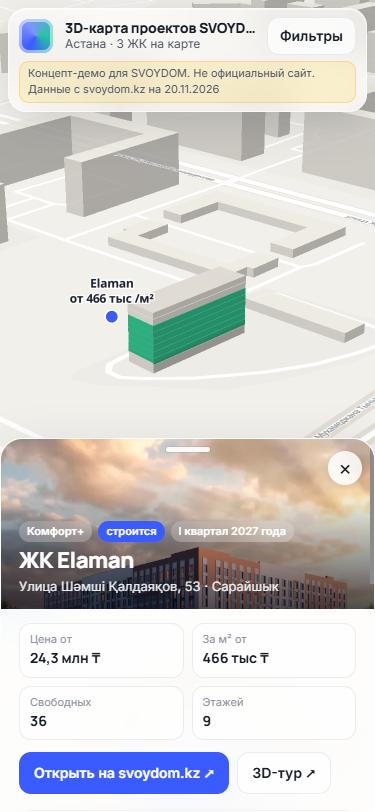 3D-карта проектов SVOYD…
Астана · 3 ЖК на карте
Фильтры
Концепт-демо для SVOYDOM. Не официальный сайт.
Данные с svoydom.kz на 20.11.2026
Elaman
от 466 тыс /м²
Комфорт+
строится
I квартал 2027 года
ЖК Elaman
Улица Шәмші Қалдаяқов, 53 · Сарайшык
Цена от
24,3 млн ₸
За м² от
466 тыс ₸
Свободных
36
Этажей
9
Открыть на svoydom.kz ↗
3D-тур ↗